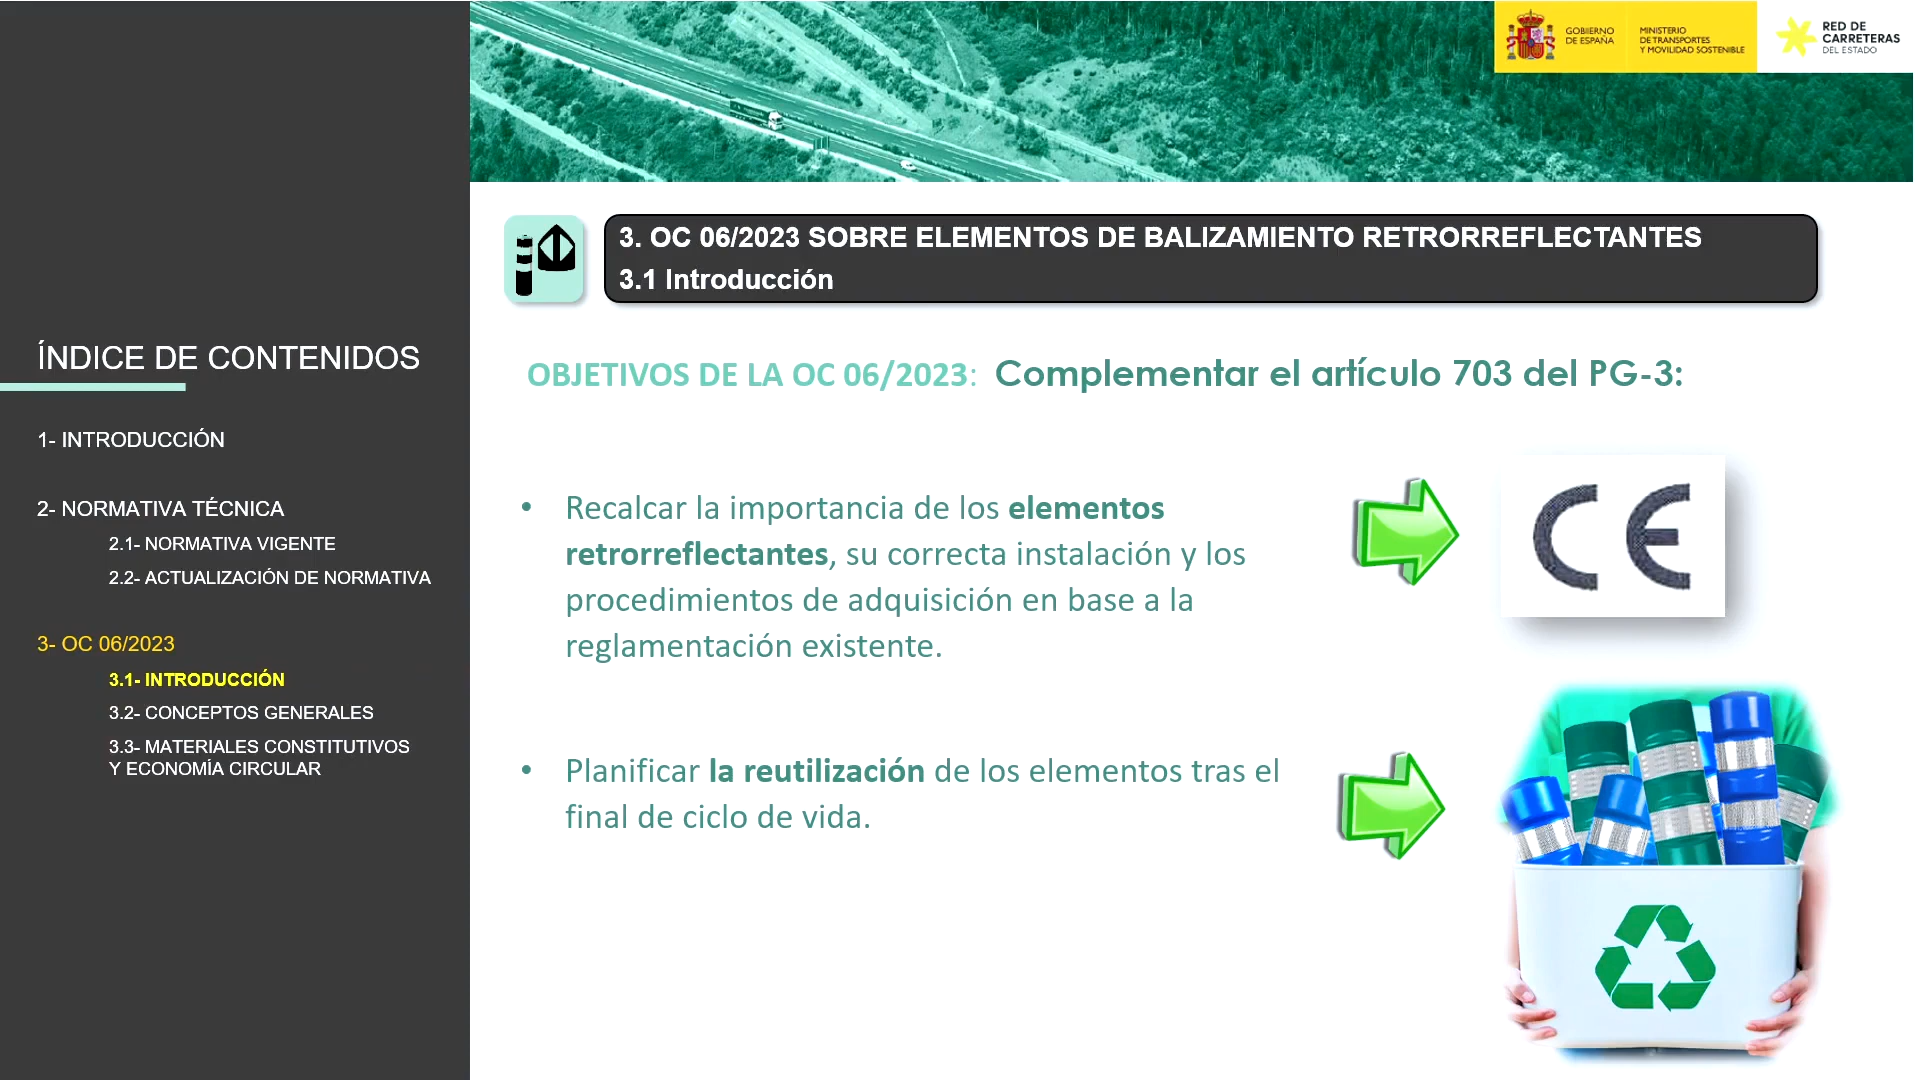 GOBIERNO
DE ESPAÑA
MINISTERIO
DE TRANSPORTES
Y MOVILIDAD SOSTENIBLE
RED DE
CARRETERAS
DEL ESTADO
3. OC 06/2023 SOBRE ELEMENTOS DE BALIZAMIENTO RETRORREFLECTANTES
3.1 Introducción
ÍNDICE DE CONTENIDOS
1- INTRODUCCIÓN
2- NORMATIVA TÉCNICA
2.1- NORMATIVA VIGENTE
2.2- ACTUALIZACIÓN DE NORMATIVA
3- OC 06/2023
3.1- INTRODUCCIÓN
3.2- CONCEPTOS GENERALES
3.3- MATERIALES CONSTITUTIVOS
Y ECONOMÍA CIRCULAR
OBJETIVOS DE LA OC 06/2023: Complementar el artículo 703 del PG-3:
• Recalcar la importancia de los elementos
retrorreflectantes, su correcta instalación y los
procedimientos de adquisición en base a la
reglamentación existente.
CE
• Planificar la reutilización de los elementos tras el
final de ciclo de vida.